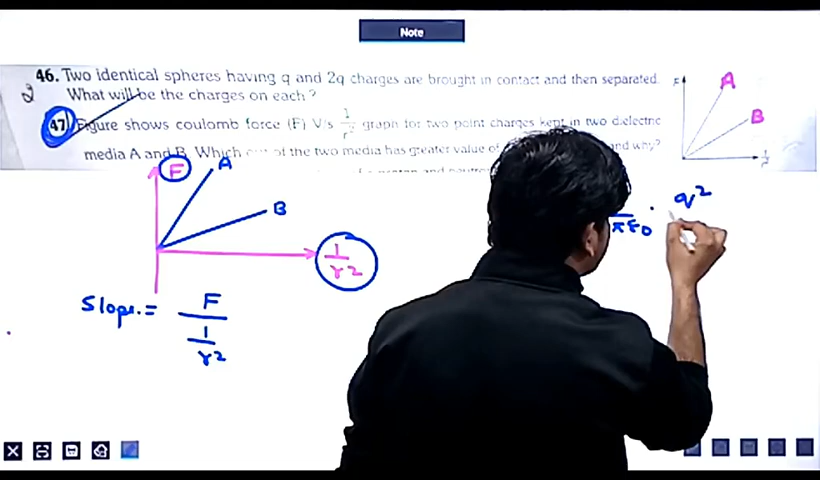 Note
46. Two identical spheres having q and 2q charges are brought in contact and then separated.
What will be the charges on each ?
2
47. Figure shows coulomb force (F) V/s 1/r² graph for two point charges kept in two dielectric
media A and B. Which out of the two media has greater value of and why?
A
B
F
1/r²
F
A
B
1/r²
Slope = F / 1/r²
πε0 · q²